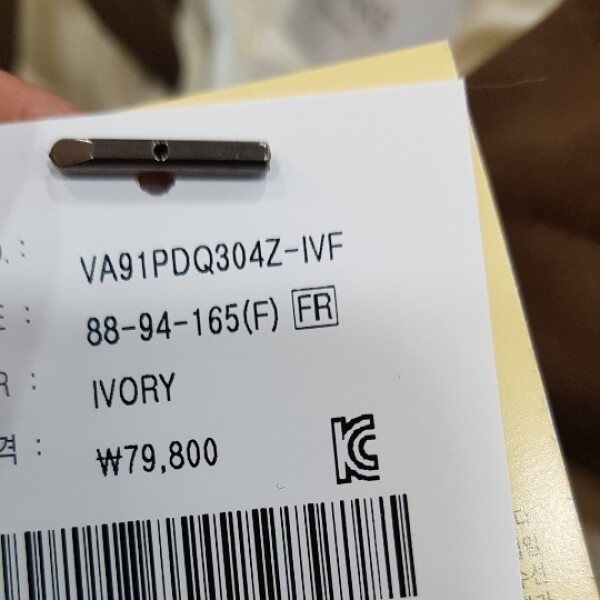 : VA91PDQ304Z-IVF
E : 88-94-165(F) FR
R : IVORY
격 : ₩79,800
KC